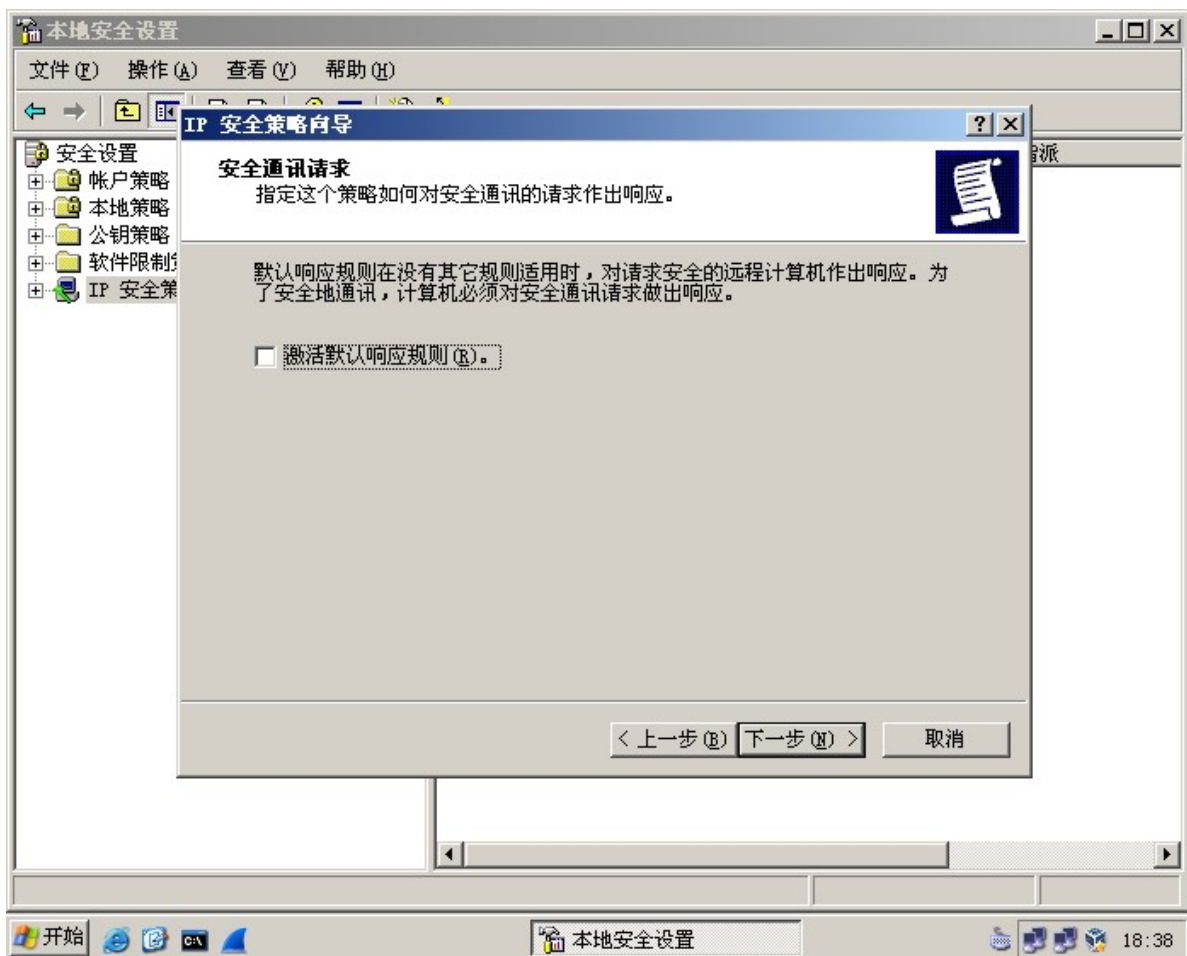 本地安全设置
文件(F) 操作(A) 查看(V) 帮助(H)
IP 安全策略向导
安全通讯请求
指定这个策略如何对安全通讯的请求作出响应。
安全设置
帐户策略
本地策略
公钥策略
软件限制
IP 安全策
指派
默认响应规则在没有其它规则适用时，对请求安全的远程计算机作出响应。为
了安全地通讯，计算机必须对安全通讯请求做出响应。
激活默认响应规则(R)。
< 上一步(B) 下一步(N) > 取消
开始 本地安全设置 18:38